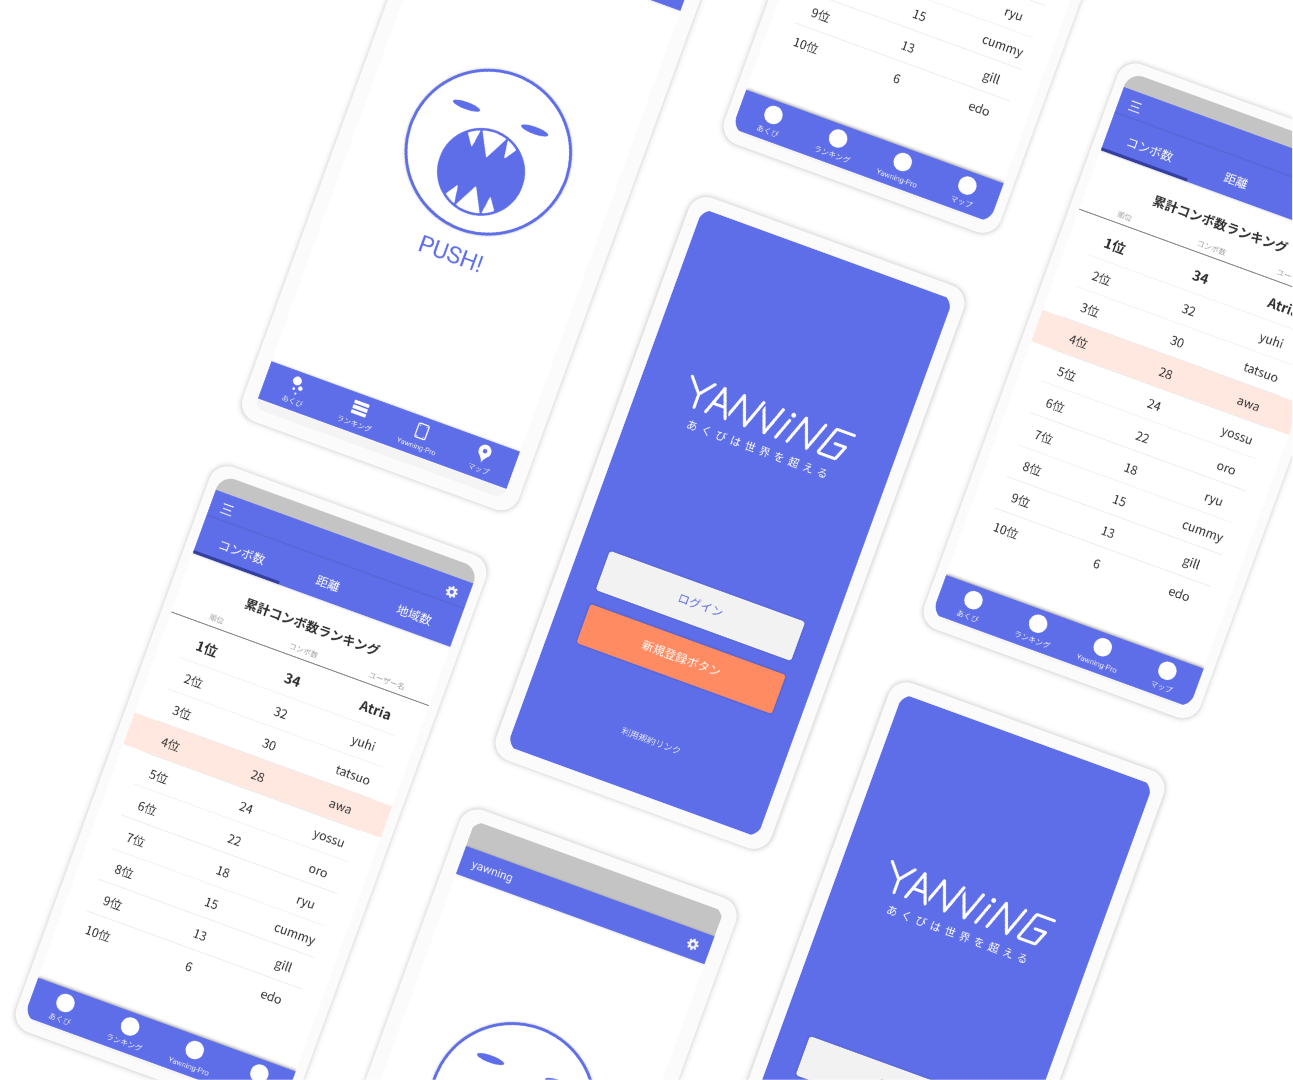 PUSH!
あくび
ランキング
Yawning-Pro
マップ
15 ryu
9位 13 cummy
10位 6 gill
edo
あくび
ランキング
Yawning-Pro
マップ
コンボ数
距離
累計コンボ数ランキング
順位 コンボ数 ユー
1位 34 Atria
2位 32 yuhi
3位 30 tatsuo
4位 28 awa
5位 24 yossu
6位 22 oro
7位 18 ryu
8位 15 cummy
9位 13 gill
10位 6 edo
あくび
ランキング
Yawning-Pro
マップ
YAWNiNG
あくびは世界を超える
ログイン
新規登録ボタン
利用規約リンク
コンボ数
距離
地域数
累計コンボ数ランキング
順位 コンボ数 ユーザー名
1位 34 Atria
2位 32 yuhi
3位 30 tatsuo
4位 28 awa
5位 24 yossu
6位 22 oro
7位 18 ryu
8位 15 cummy
9位 13 gill
10位 6 edo
あくび
ランキング
Yawning-Pro
yawning
YAWNiNG
あくびは世界を超える